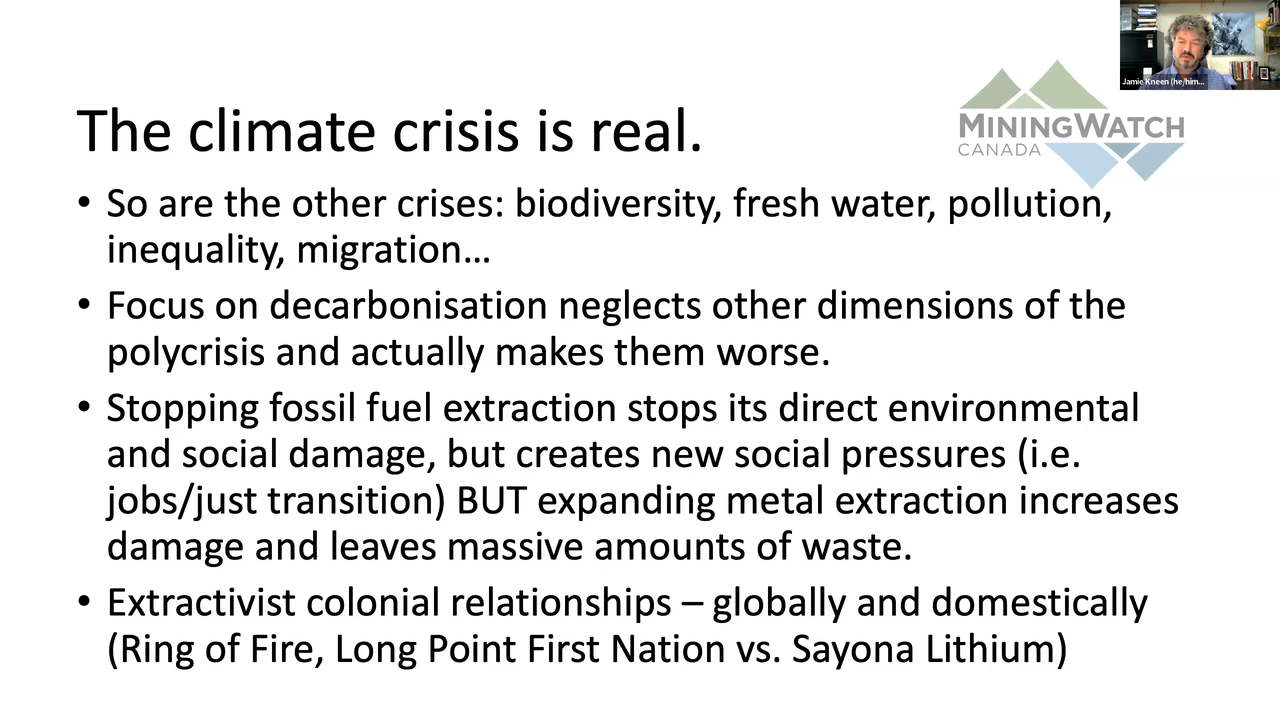 Jamie Kneen (he/him...
MININGWATCH
CANADA
The climate crisis is real.
• So are the other crises: biodiversity, fresh water, pollution,
inequality, migration…
• Focus on decarbonisation neglects other dimensions of the
polycrisis and actually makes them worse.
• Stopping fossil fuel extraction stops its direct environmental
and social damage, but creates new social pressures (i.e.
jobs/just transition) BUT expanding metal extraction increases
damage and leaves massive amounts of waste.
• Extractivist colonial relationships – globally and domestically
(Ring of Fire, Long Point First Nation vs. Sayona Lithium)